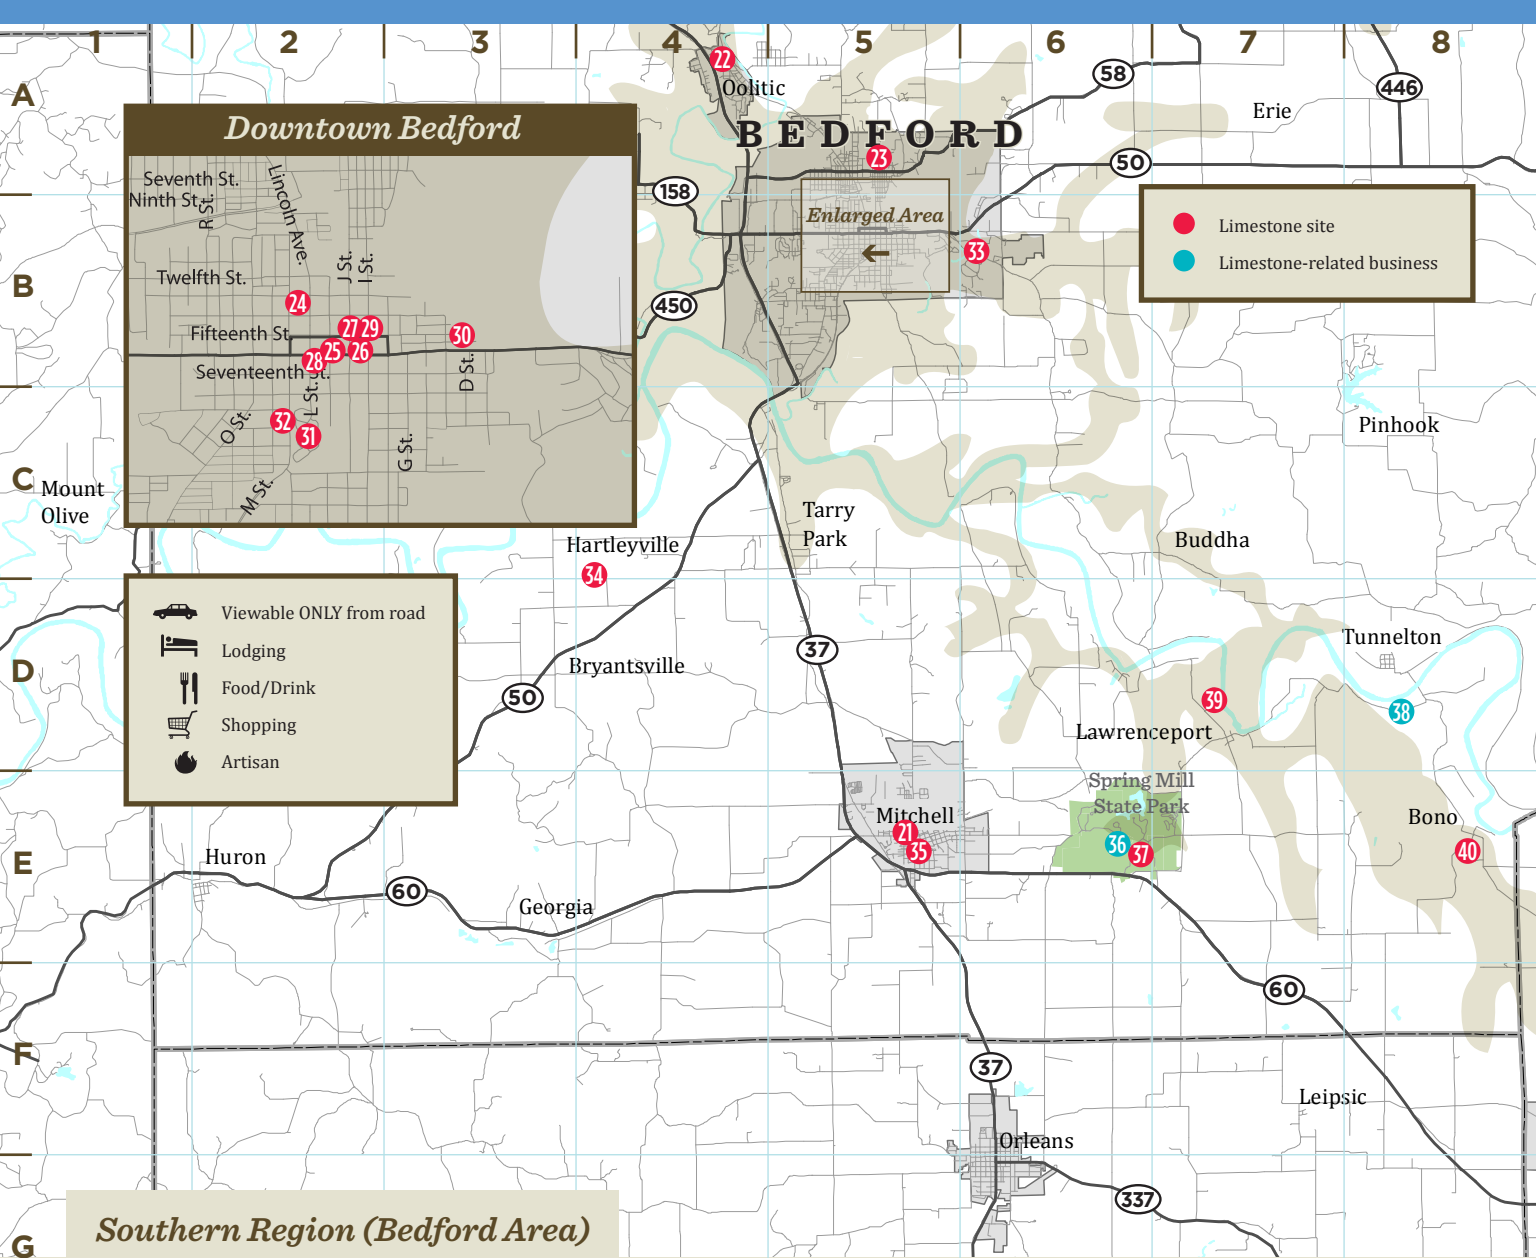 1 2 3 4 5 6 7 8
A
B
C
D
E
F
G
22
Oolitic
58
446
Erie
BEDFORD
23
50
158
Enlarged Area
33
450
Downtown Bedford
Seventh St.
Ninth St.
R St.
Lincoln Ave.
J St.
I St.
Twelfth St.
24
27
29
Fifteenth St.
30
25
26
28
Seventeenth St.
L St.
D St.
32
31
O St.
G St.
M St.
Limestone site
Limestone-related business
Pinhook
Mount
Olive
Tarry
Park
Hartleyville
34
Buddha
Viewable ONLY from road
Lodging
Food/Drink
Shopping
Artisan
37
Bryantsville
50
Tunnelton
39
38
Lawrenceport
Spring Mill
State Park
Mitchell
21
35
36
37
Bono
40
Huron
60
Georgia
60
37
Leipsic
Orleans
337
Southern Region (Bedford Area)